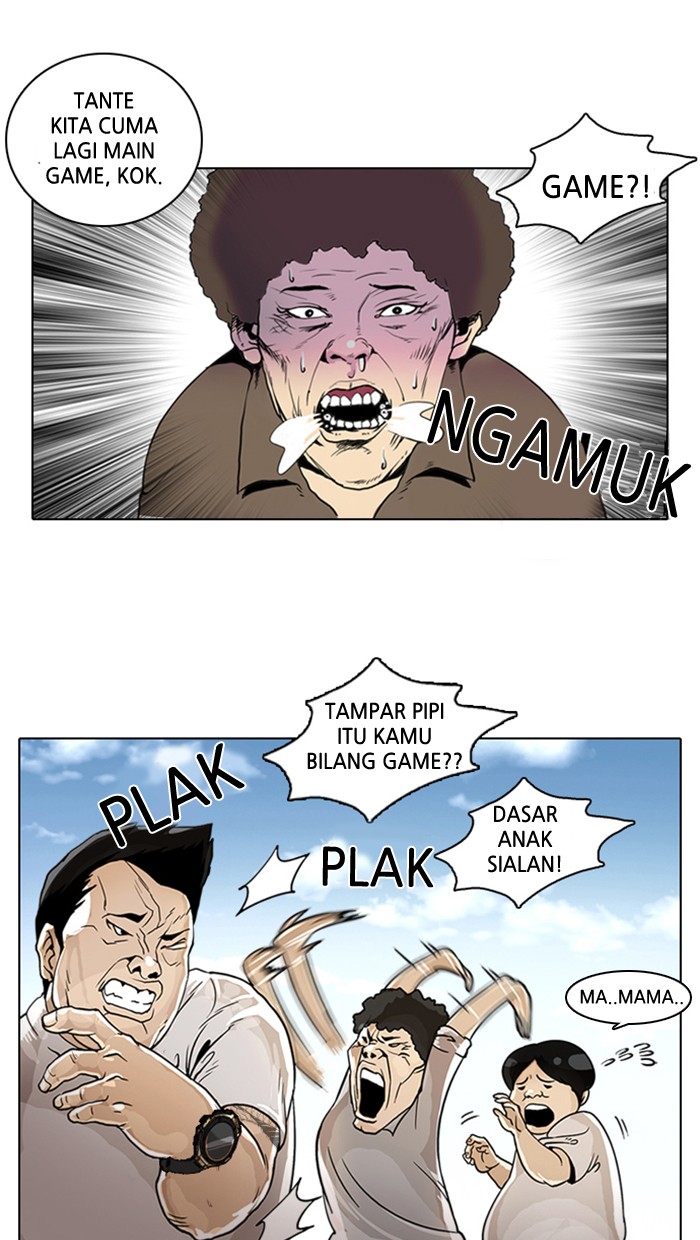 TANTE
KITA CUMA
LAGI MAIN
GAME, KOK.
GAME?!
NGAMUK
TAMPAR PIPI
ITU KAMU
BILANG GAME??
PLAK
DASAR
ANAK
SIALAN!
PLAK
MA..MAMA..